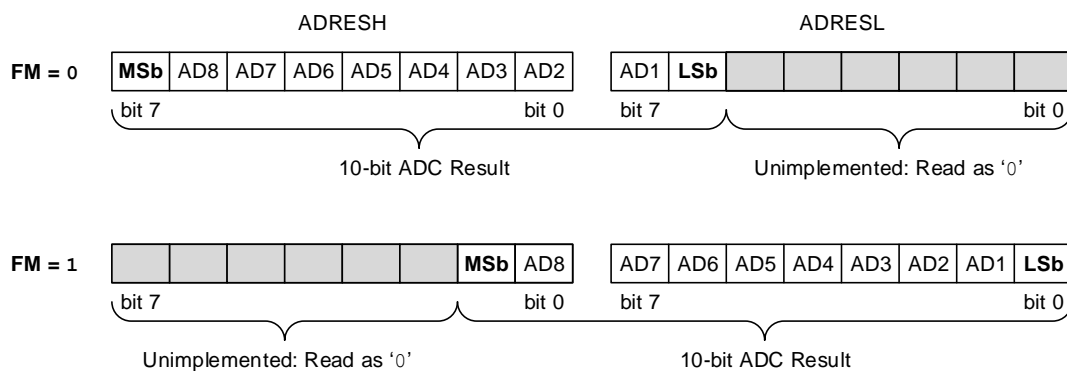 ADRESH ADRESL
FM = 0 MSb AD8 AD7 AD6 AD5 AD4 AD3 AD2 AD1 LSb
bit 7 bit 0 bit 7 bit 0
10-bit ADC Result Unimplemented: Read as ‘0’
FM = 1 MSb AD8 AD7 AD6 AD5 AD4 AD3 AD2 AD1 LSb
bit 7 bit 0 bit 7 bit 0
Unimplemented: Read as ‘0’ 10-bit ADC Result